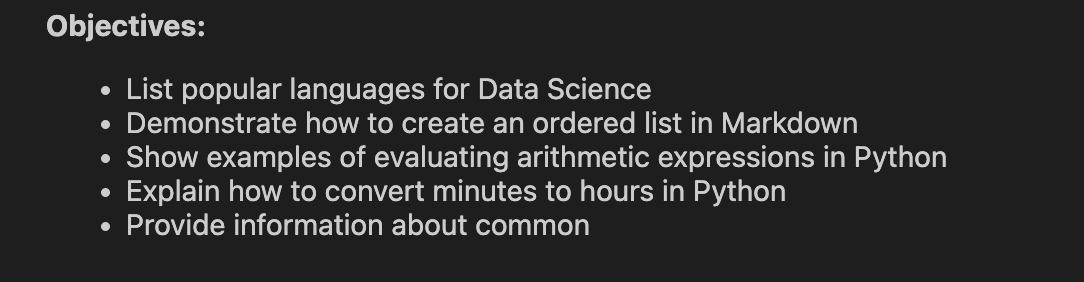 Objectives:
• List popular languages for Data Science
• Demonstrate how to create an ordered list in Markdown
• Show examples of evaluating arithmetic expressions in Python
• Explain how to convert minutes to hours in Python
• Provide information about common